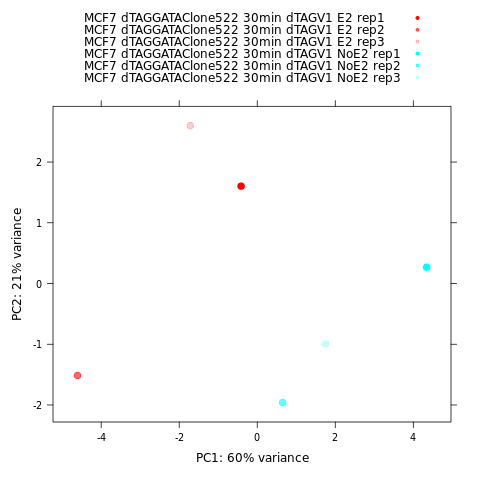 MCF7 dTAGGATAClone522 30min dTAGV1 E2 rep1
MCF7 dTAGGATAClone522 30min dTAGV1 E2 rep2
MCF7 dTAGGATAClone522 30min dTAGV1 E2 rep3
MCF7 dTAGGATAClone522 30min dTAGV1 NoE2 rep1
MCF7 dTAGGATAClone522 30min dTAGV1 NoE2 rep2
MCF7 dTAGGATAClone522 30min dTAGV1 NoE2 rep3
PC2: 21% variance
2
1
0
-1
-2
-4 -2 0 2 4
PC1: 60% variance